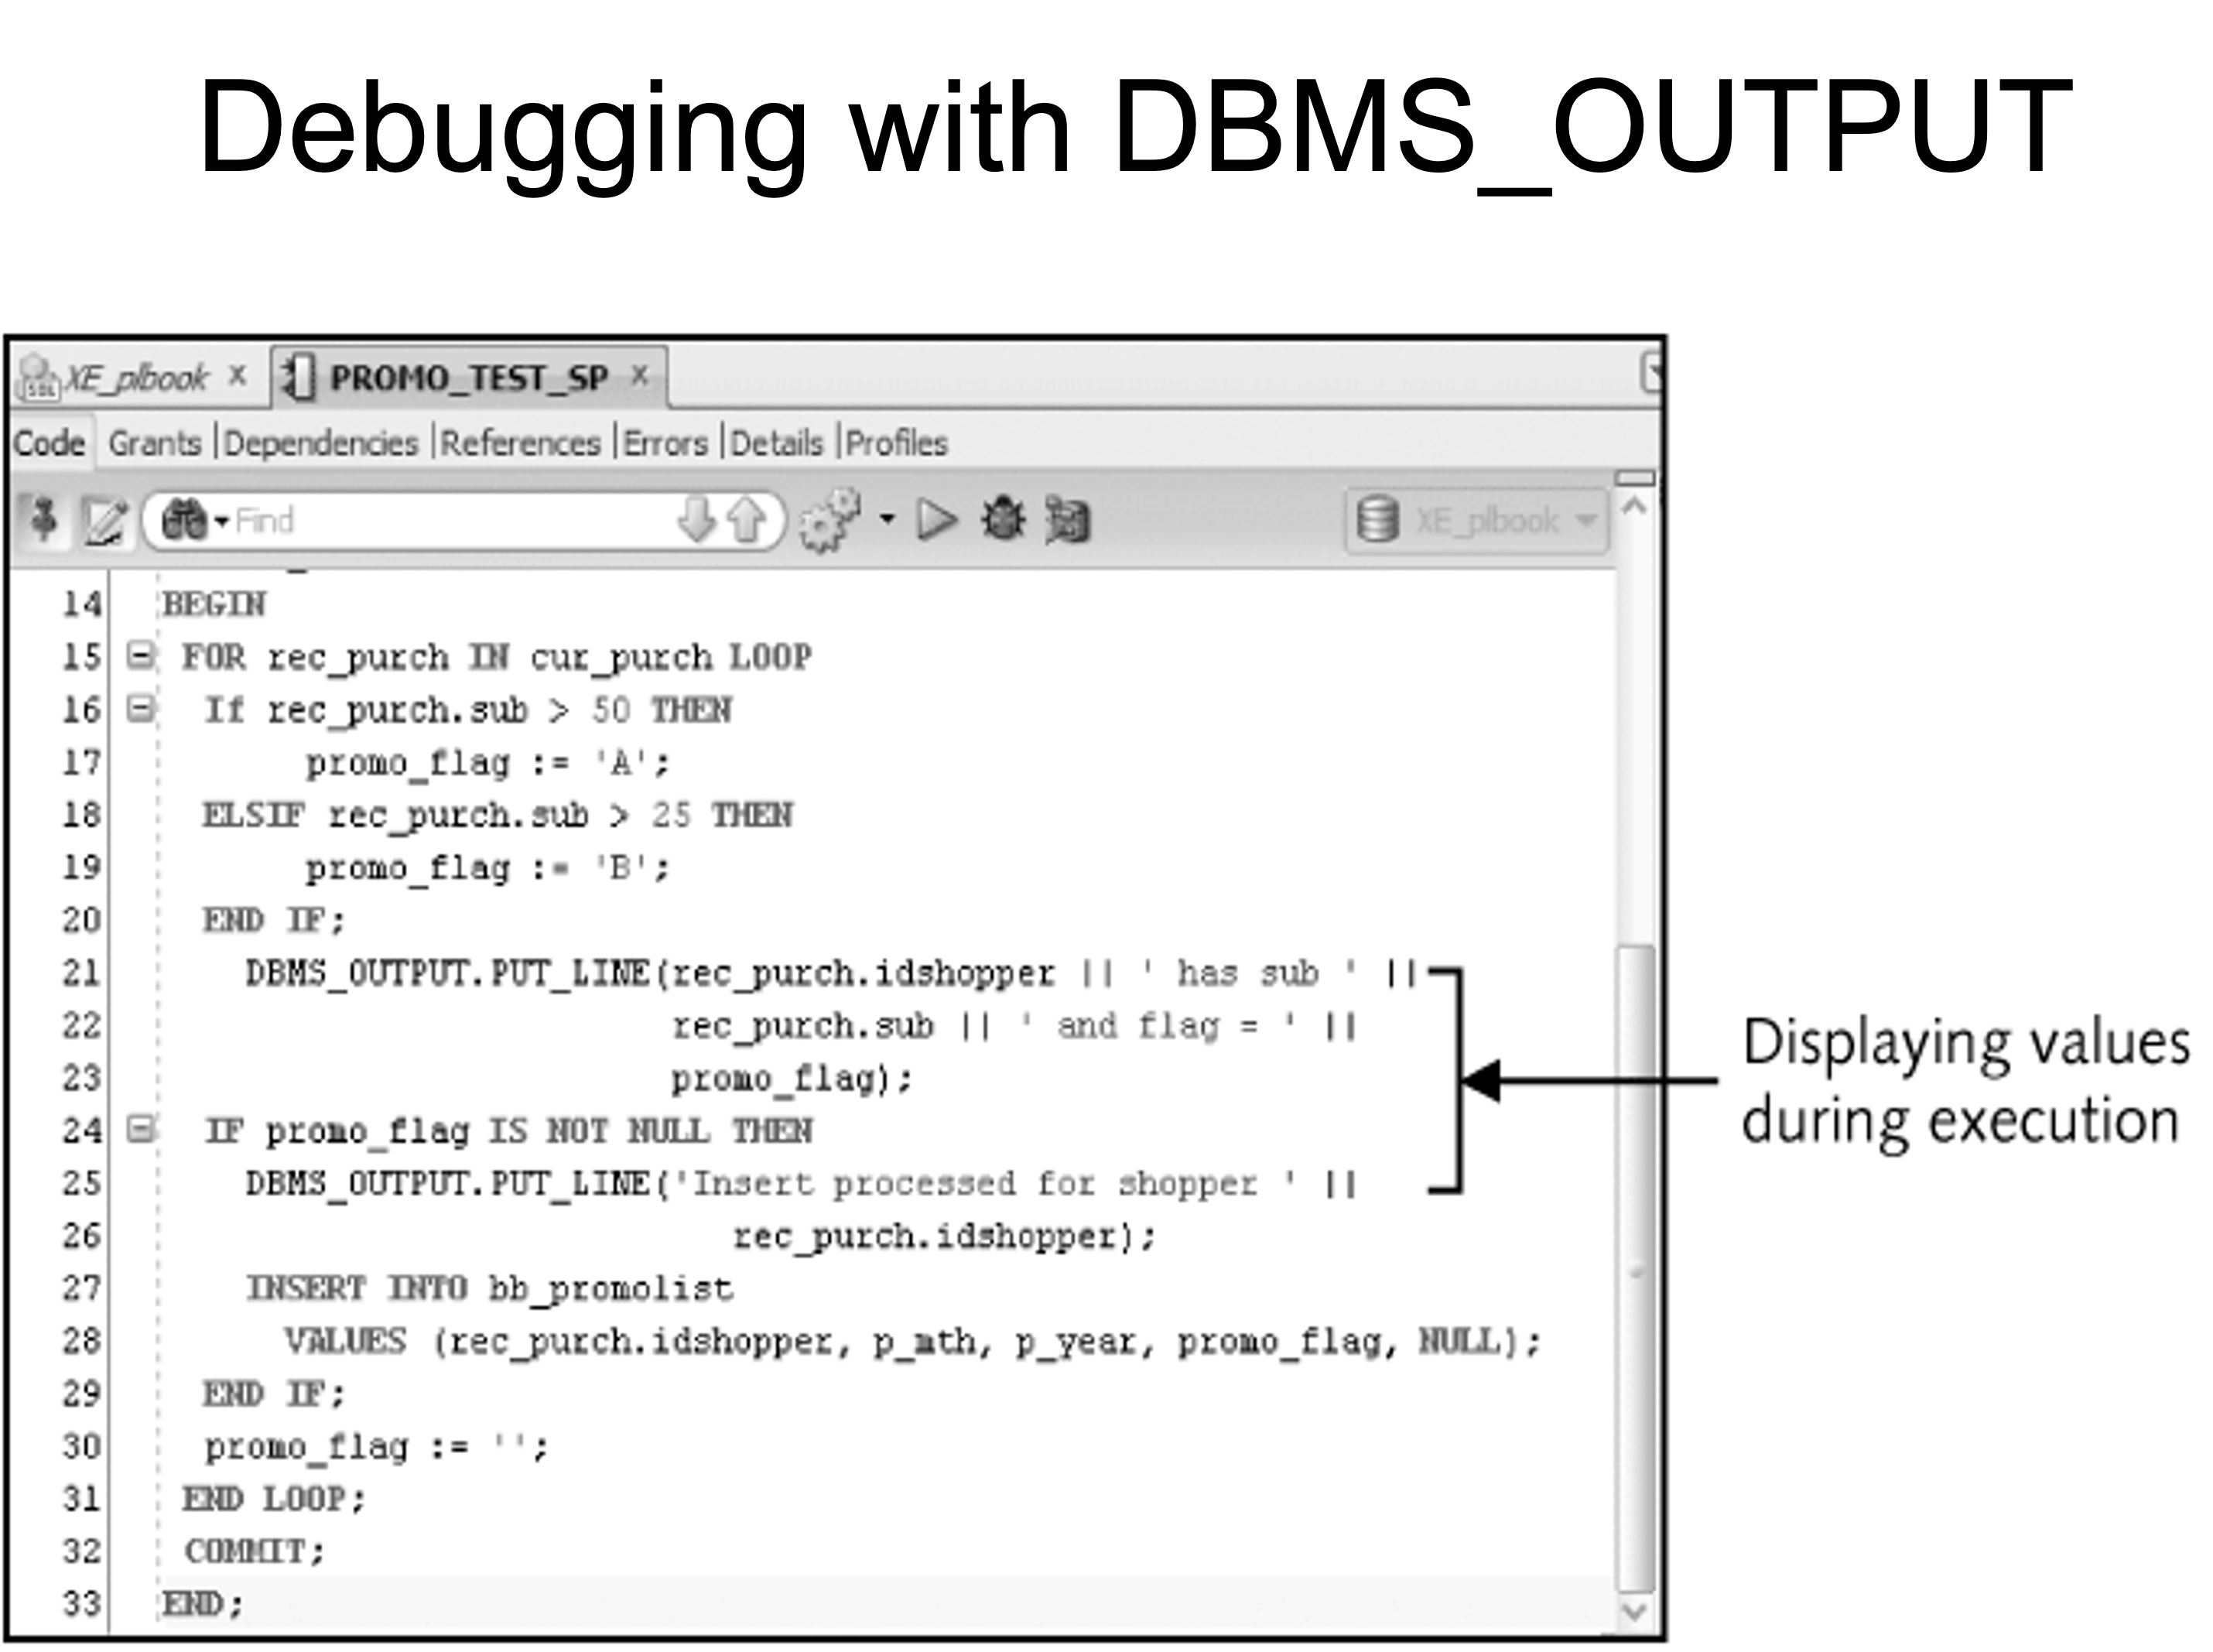 Debugging with DBMS_OUTPUT
XE_plbook x PROMO_TEST_SP x
Code Grants |Dependencies |References |Errors |Details |Profiles
Find XE_plbook
14 BEGIN
15 FOR rec_purch IN cur_purch LOOP
16 If rec_purch.sub > 50 THEN
17 promo_flag := 'A';
18 ELSIF rec_purch.sub > 25 THEN
19 promo_flag := 'B';
20 END IF;
21 DBMS_OUTPUT.PUT_LINE(rec_purch.idshopper || ' has sub ' ||
22 rec_purch.sub || ' and flag = ' ||
23 promo_flag);
24 IF promo_flag IS NOT NULL THEN
25 DBMS_OUTPUT.PUT_LINE('Insert processed for shopper ' ||
26 rec_purch.idshopper);
27 INSERT INTO bb_promolist
28 VALUES (rec_purch.idshopper, p_mth, p_year, promo_flag, NULL);
29 END IF;
30 promo_flag := '';
31 END LOOP;
32 COMMIT;
33 END;
Displaying values
during execution